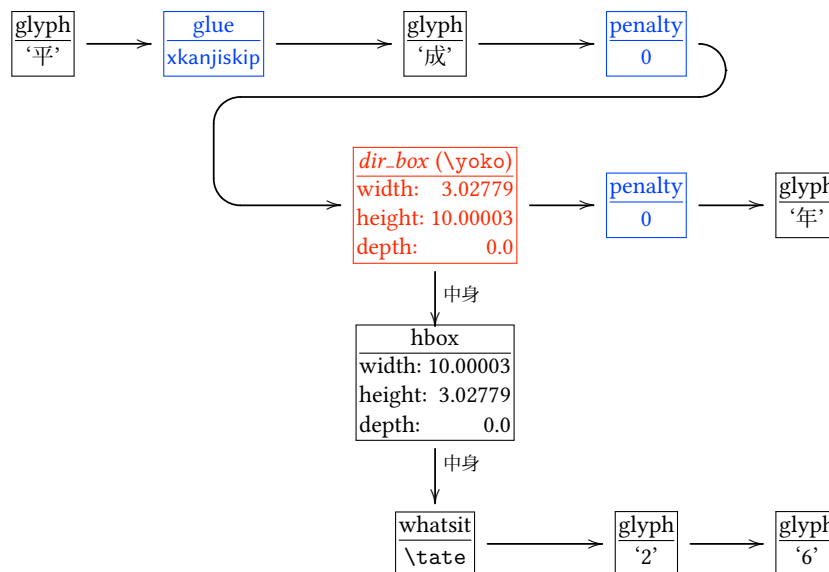 glyph
‘平’
glue
xkanjiskip
glyph
‘成’
penalty
0
dir_box (\yoko)
width: 3.02779
height: 10.00003
depth: 0.0
penalty
0
glyph
‘年’
中身
hbox
width: 10.00003
height: 3.02779
depth: 0.0
中身
whatsit
\tate
glyph
‘2’
glyph
‘6’